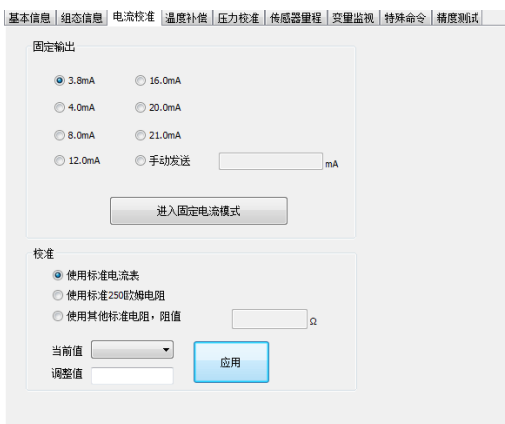 基本信息 组态信息 电流校准 温度补偿 压力校准 传感器量程 变量监视 特殊命令 精度测试
固定输出
3.8mA 16.0mA
4.0mA 20.0mA
8.0mA 21.0mA
12.0mA 手动发送 mA
进入固定电流模式
校准
使用标准电流表
使用标准250欧姆电阻
使用其他标准电阻，阻值 Ω
当前值
应用
调整值